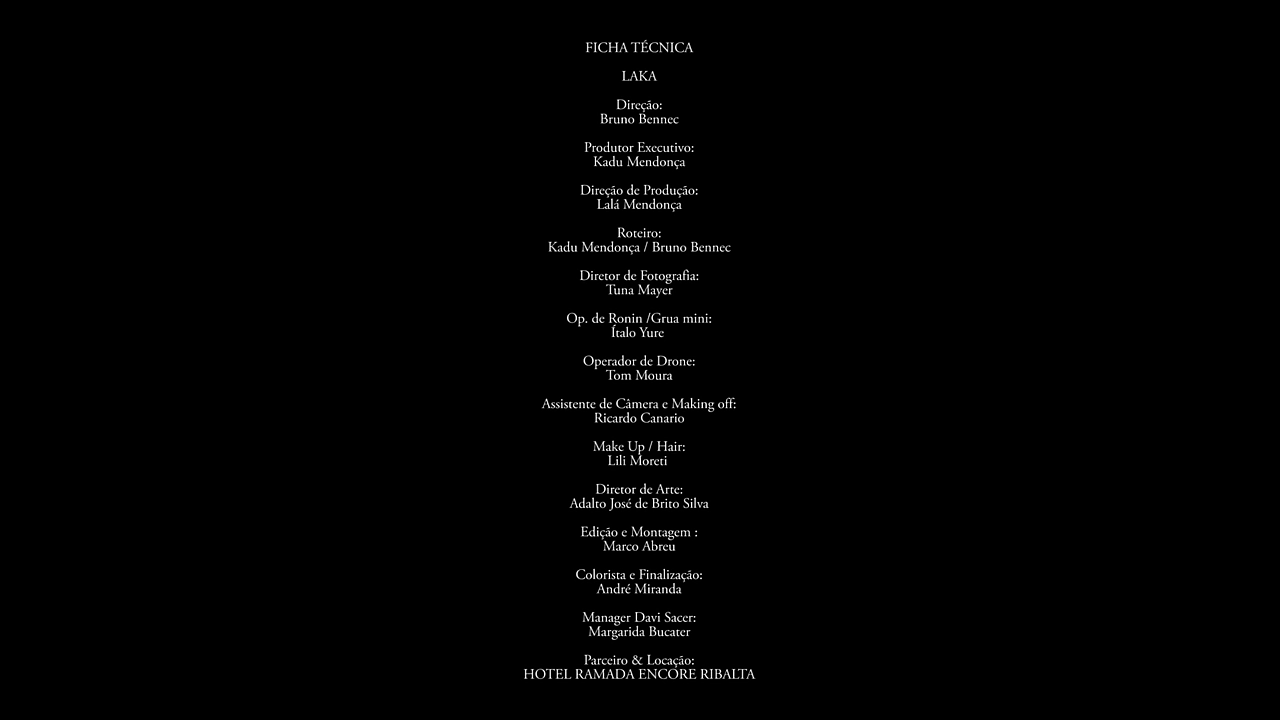 FICHA TÉCNICA
LAKA
Direção:
Bruno Bennec
Produtor Executivo:
Kadu Mendonça
Direção de Produção:
Lalá Mendonça
Roteiro:
Kadu Mendonça / Bruno Bennec
Diretor de Fotografia:
Tuna Mayer
Op. de Ronin /Grua mini:
Ítalo Yure
Operador de Drone:
Tom Moura
Assistente de Câmera e Making off:
Ricardo Canario
Make Up / Hair:
Lili Moreti
Diretor de Arte:
Adalto José de Brito Silva
Edição e Montagem :
Marco Abreu
Colorista e Finalização:
André Miranda
Manager Davi Sacer:
Margarida Bucater
Parceiro & Locação:
HOTEL RAMADA ENCORE RIBALTA